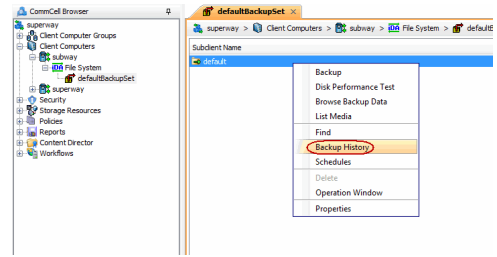 CommCell Browser
superway
Client Computer Groups
Client Computers
subway
File System
defaultBackupSet
superway
Security
Storage Resources
Policies
Reports
Content Director
Workflows
defaultBackupSet
superway > Client Computers > subway > File System > defaultB
Subclient Name
default
Backup
Disk Performance Test
Browse Backup Data
List Media
Find
Backup History
Schedules
Delete
Operation Window
Properties